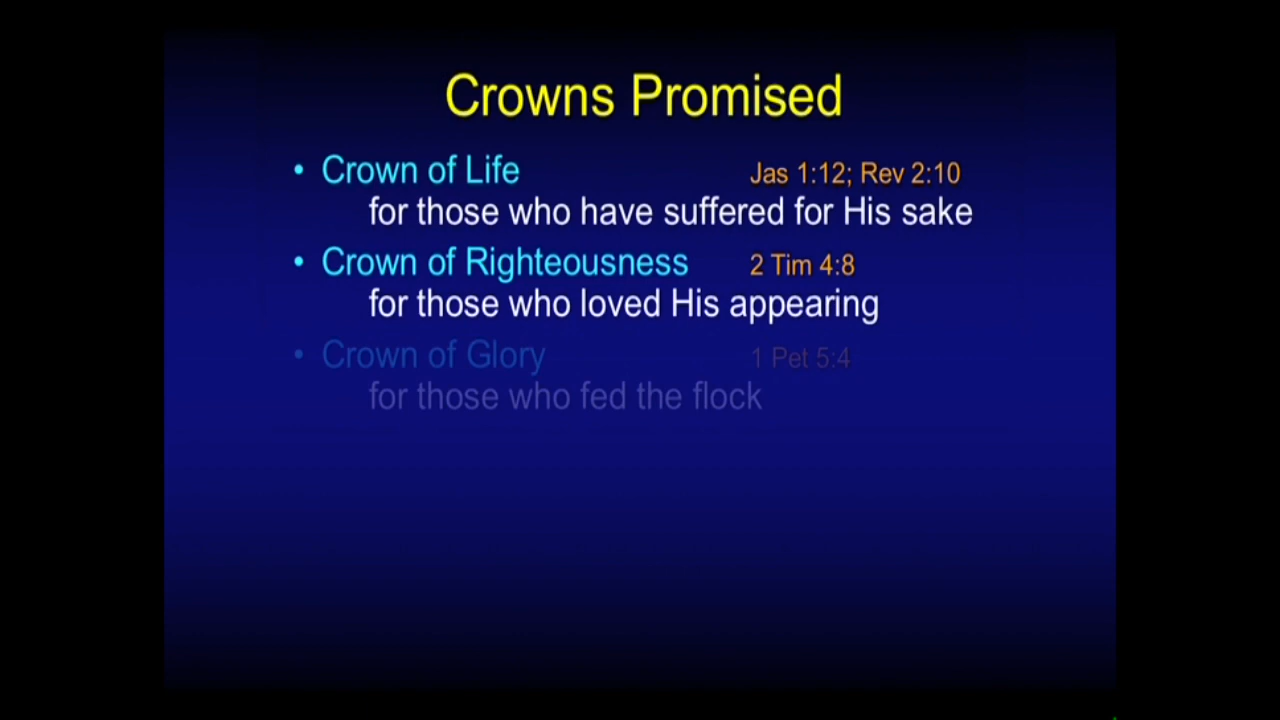 Crowns Promised
• Crown of Life Jas 1:12; Rev 2:10
for those who have suffered for His sake
• Crown of Righteousness 2 Tim 4:8
for those who loved His appearing
• Crown of Glory 1 Pet 5:4
for those who fed the flock